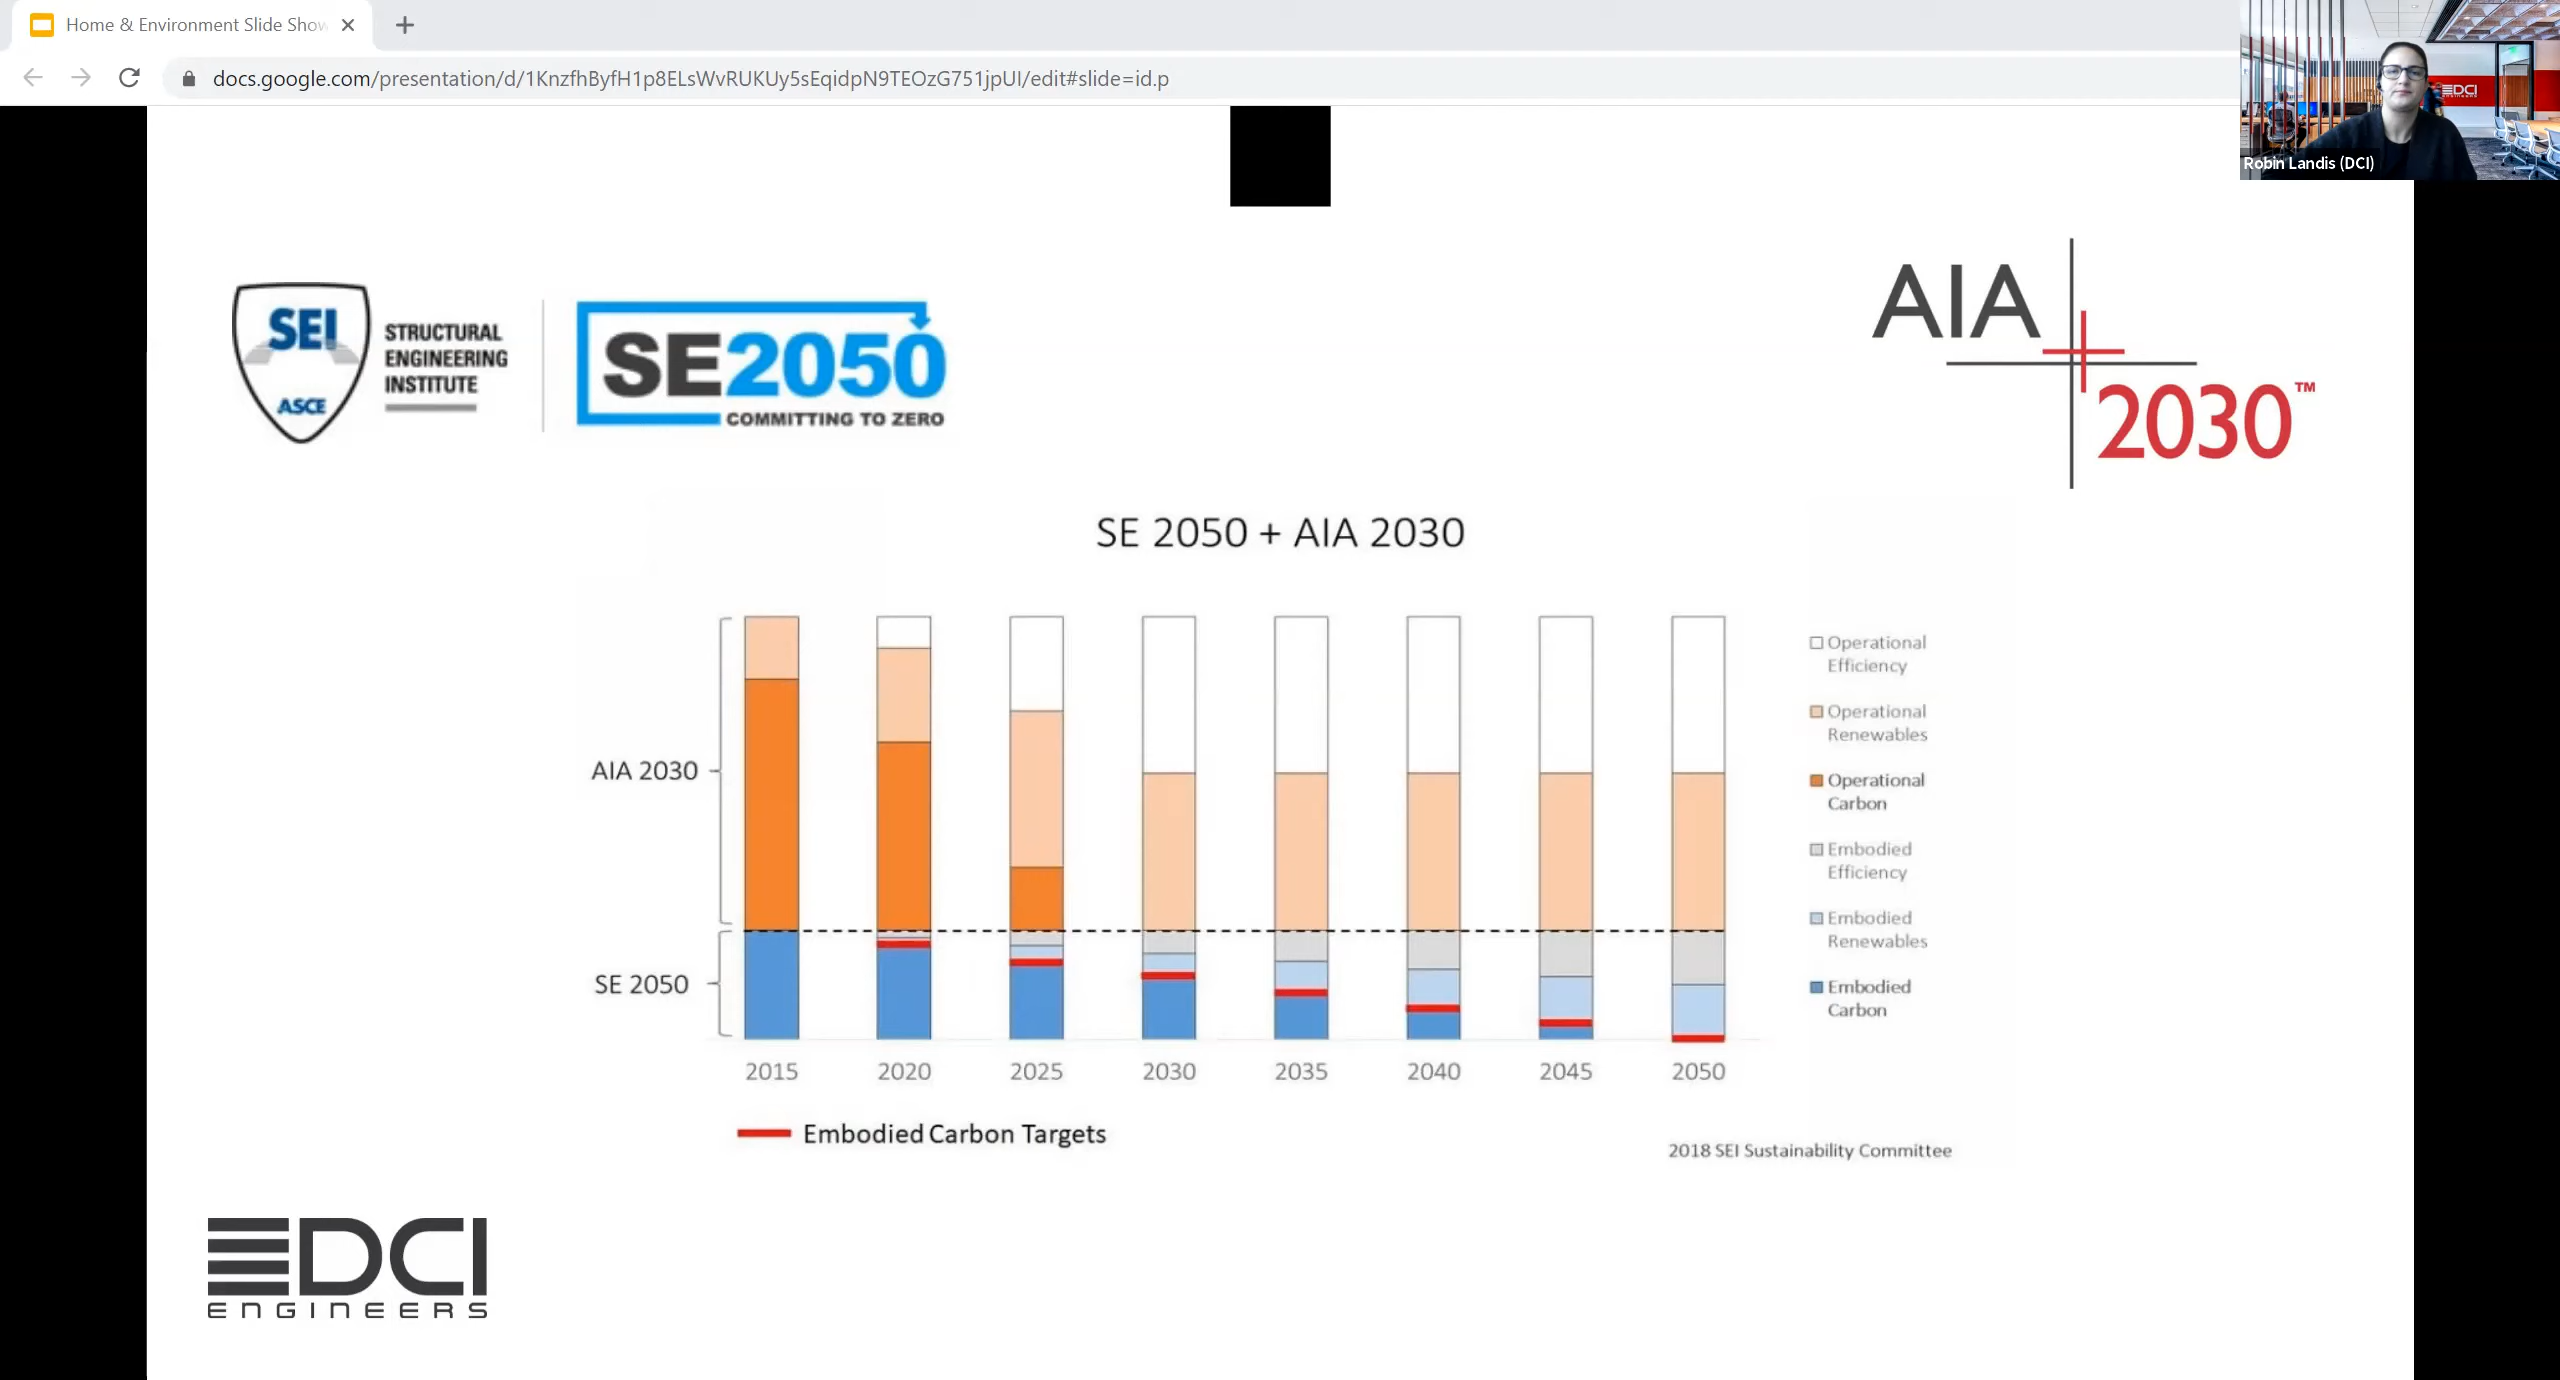 Home & Environment Slide Show
docs.google.com/presentation/d/1KnzfhByfH1p8ELsWvRUKUy5sEqidpN9TEOzG751jpUI/edit#slide=id.p
DCI
engineers
Robin Landis (DCI)
SEI
ASCE
STRUCTURAL
ENGINEERING
INSTITUTE
SE2050
COMMITTING TO ZERO
AIA
2030™
SE 2050 + AIA 2030
AIA 2030
SE 2050
Operational
Efficiency
Operational
Renewables
Operational
Carbon
Embodied
Efficiency
Embodied
Renewables
Embodied
Carbon
2015 2020 2025 2030 2035 2040 2045 2050
Embodied Carbon Targets
2018 SEI Sustainability Committee
DCI
ENGINEERS